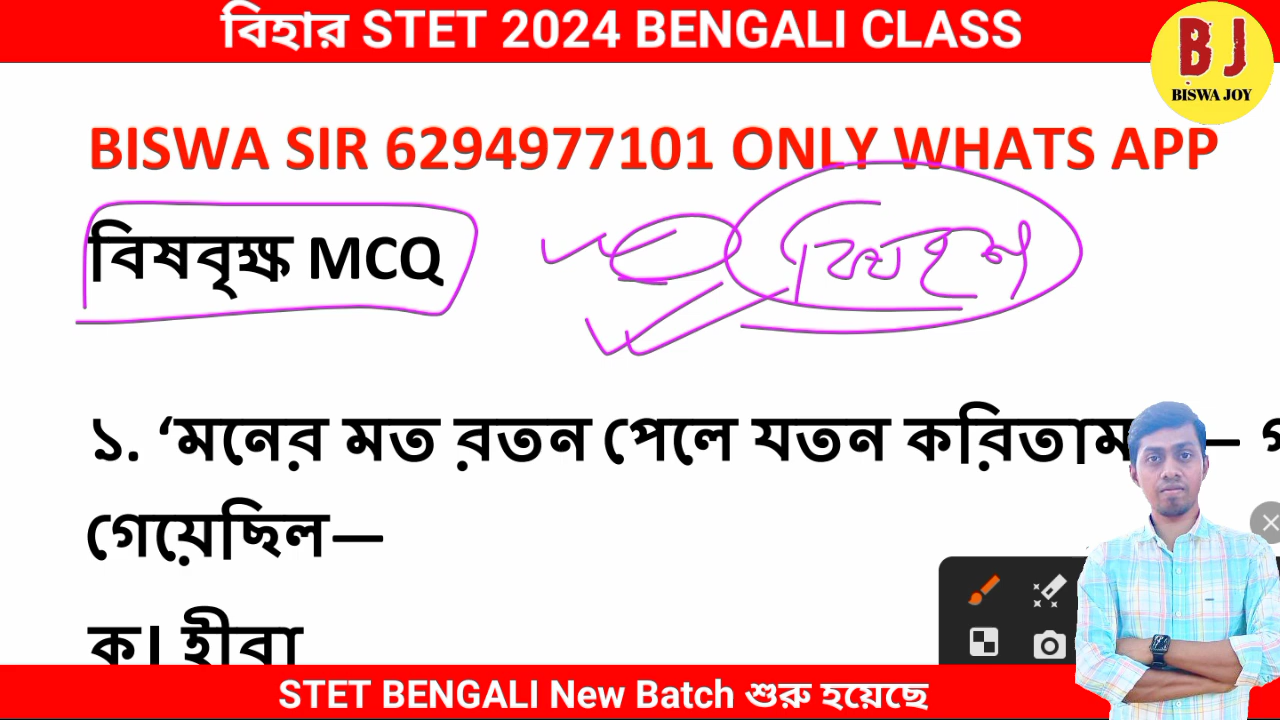 বিহার STET 2024 BENGALI CLASS
BJ
BISWA JOY
BISWA SIR 6294977101 ONLY WHATS APP
বিষবৃক্ষ MCQ
১. ‘মনের মত রতন পেলে যতন করিতাম —
গেয়েছিল—
ক। হীরা
STET BENGALI New Batch শুরু হয়েছে